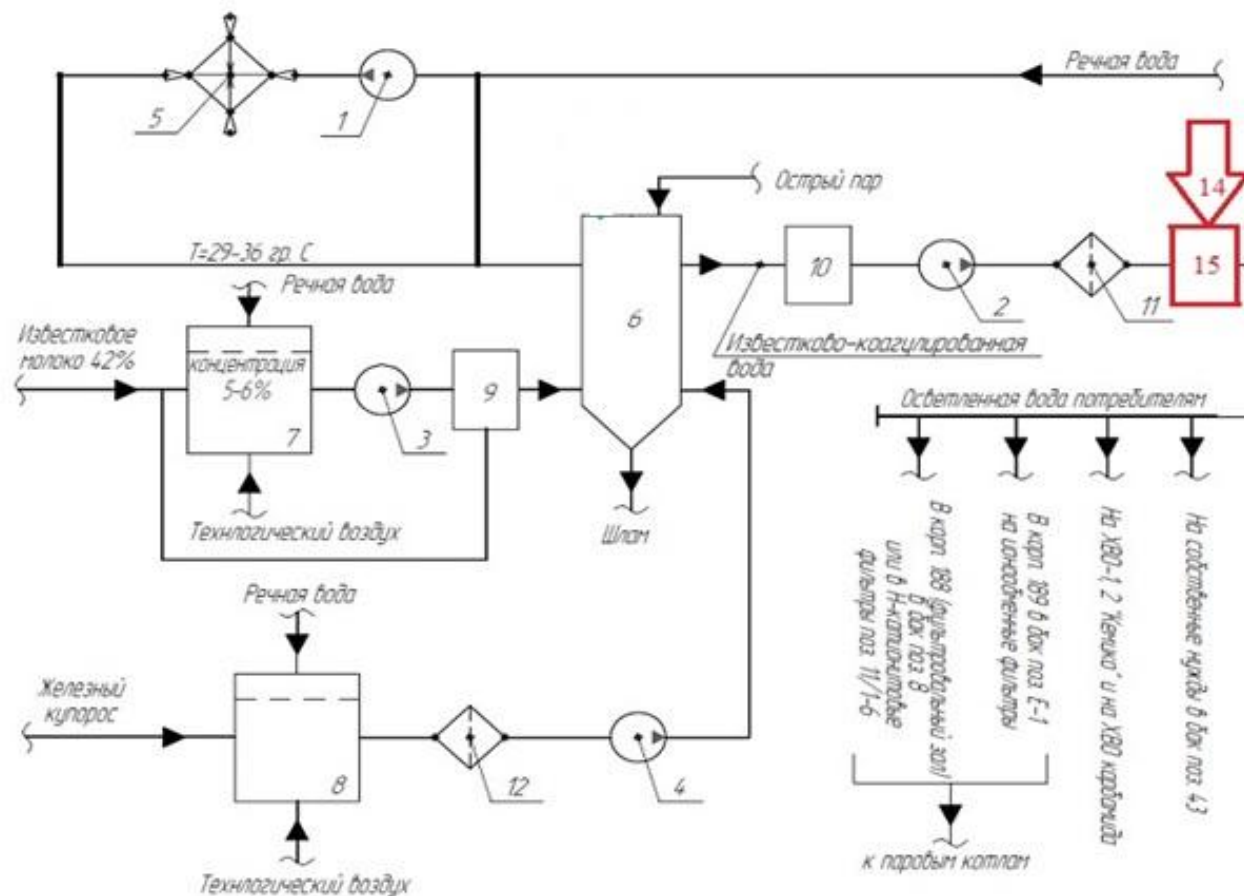 Речная вода
5
1
Острый пар
14
Т=29-36 гр. С
Речная вода
6
10
2
11
15
Известковое
молоко 42%
концентрация
5-6%
7
3
9
Известково-коагулированная
вода
Осветленная вода потребителям
Технлогический воздух
Шлам
В карп. 188 (фильтровальный зал)
в бак поз. 8
или в Н-катионитовые
фильтры поз. 11/1-6
В карп. 189 в бак поз. Е-1
на ионообменные фильтры
На ХВО-1, 2 "Кемико" и на ХВО карбамида
На собственные нужды в бак поз. 43
Речная вода
Железный
купорос
8
12
4
к паровым котлам
Технлогический воздух